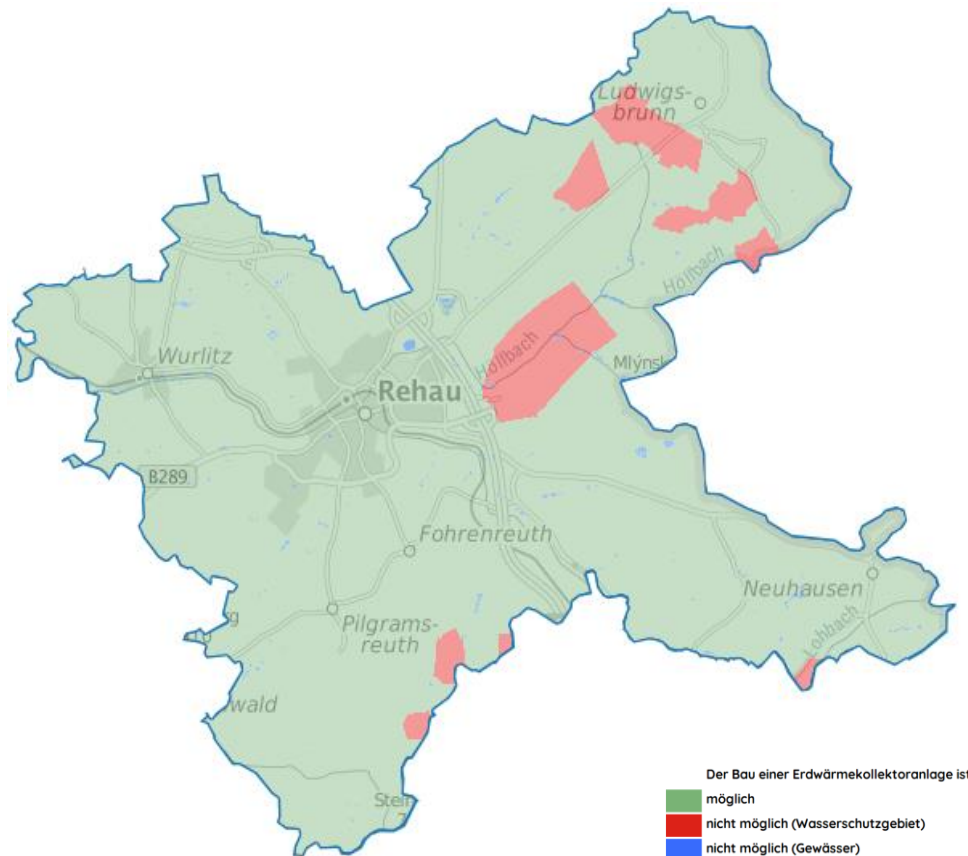 Ludwigs-
brunn
Höllbach
Höllbach
Mlýnsk
Wurlitz
Rehau
B289
Fohrenreuth
Neuhausen
Pilgrams-
reuth
Lohbach
wald
Stein
Der Bau einer Erdwärmekollektoranlage ist
möglich
nicht möglich (Wasserschutzgebiet)
nicht möglich (Gewässer)